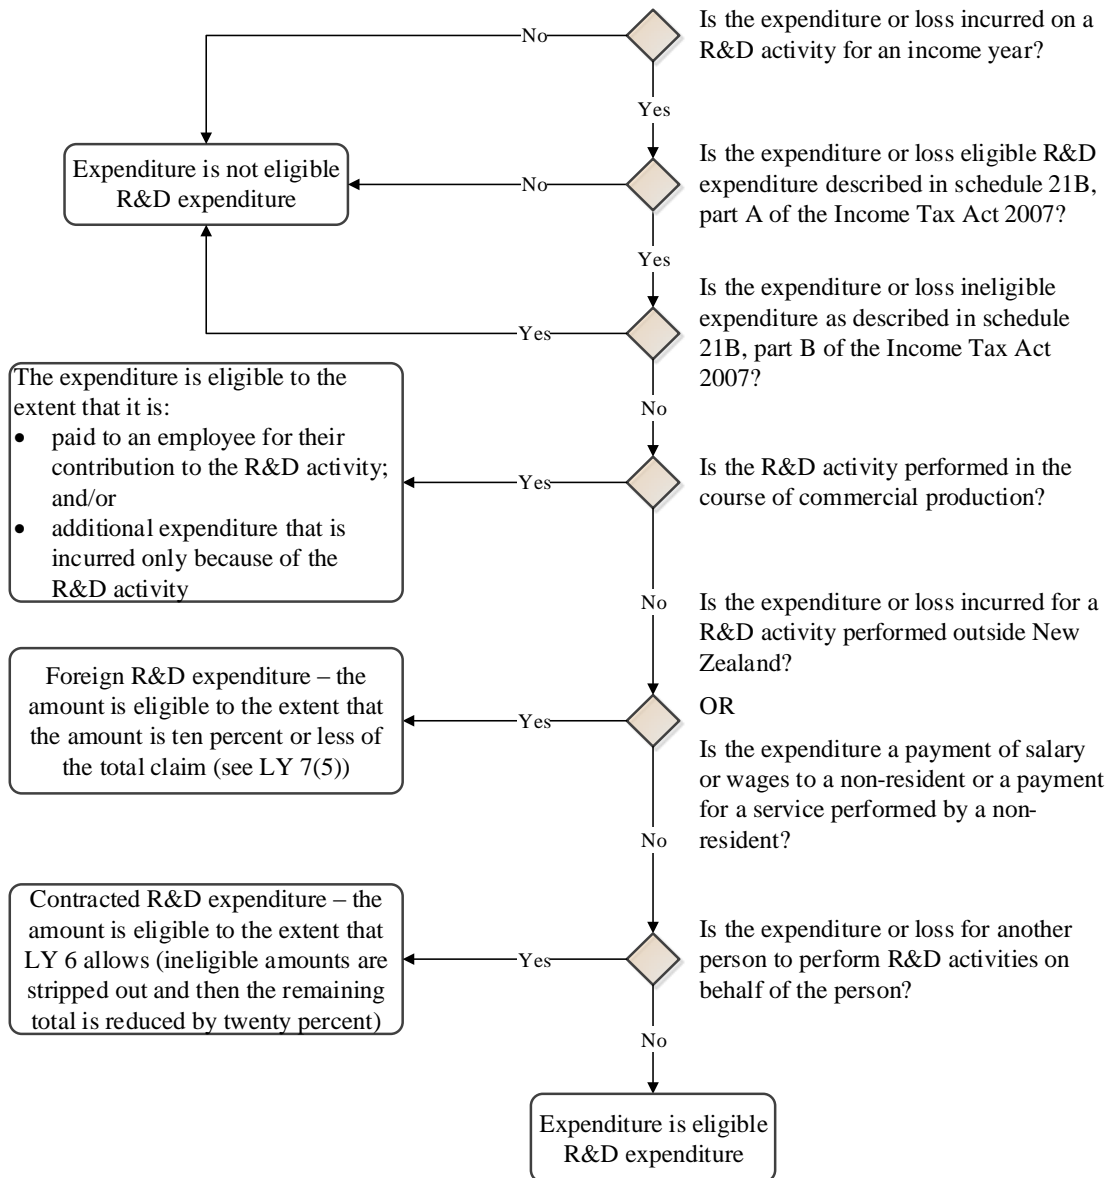 Is the expenditure or loss incurred on a
R&D activity for an income year?
No
Yes
Expenditure is not eligible
R&D expenditure
Is the expenditure or loss eligible R&D
expenditure described in schedule 21B,
part A of the Income Tax Act 2007?
No
Yes
Is the expenditure or loss ineligible
expenditure as described in schedule
21B, part B of the Income Tax Act
2007?
Yes
No
The expenditure is eligible to the
extent that it is:
• paid to an employee for their
contribution to the R&D activity;
and/or
• additional expenditure that is
incurred only because of the
R&D activity
Yes
Is the R&D activity performed in the
course of commercial production?
No
Is the expenditure or loss incurred for a
R&D activity performed outside New
Zealand?
OR
Is the expenditure a payment of salary
or wages to a non-resident or a payment
for a service performed by a non-
resident?
Foreign R&D expenditure – the
amount is eligible to the extent that
the amount is ten percent or less of
the total claim (see LY 7(5))
Yes
No
Contracted R&D expenditure – the
amount is eligible to the extent that
LY 6 allows (ineligible amounts are
stripped out and then the remaining
total is reduced by twenty percent)
Yes
Is the expenditure or loss for another
person to perform R&D activities on
behalf of the person?
No
Expenditure is eligible
R&D expenditure